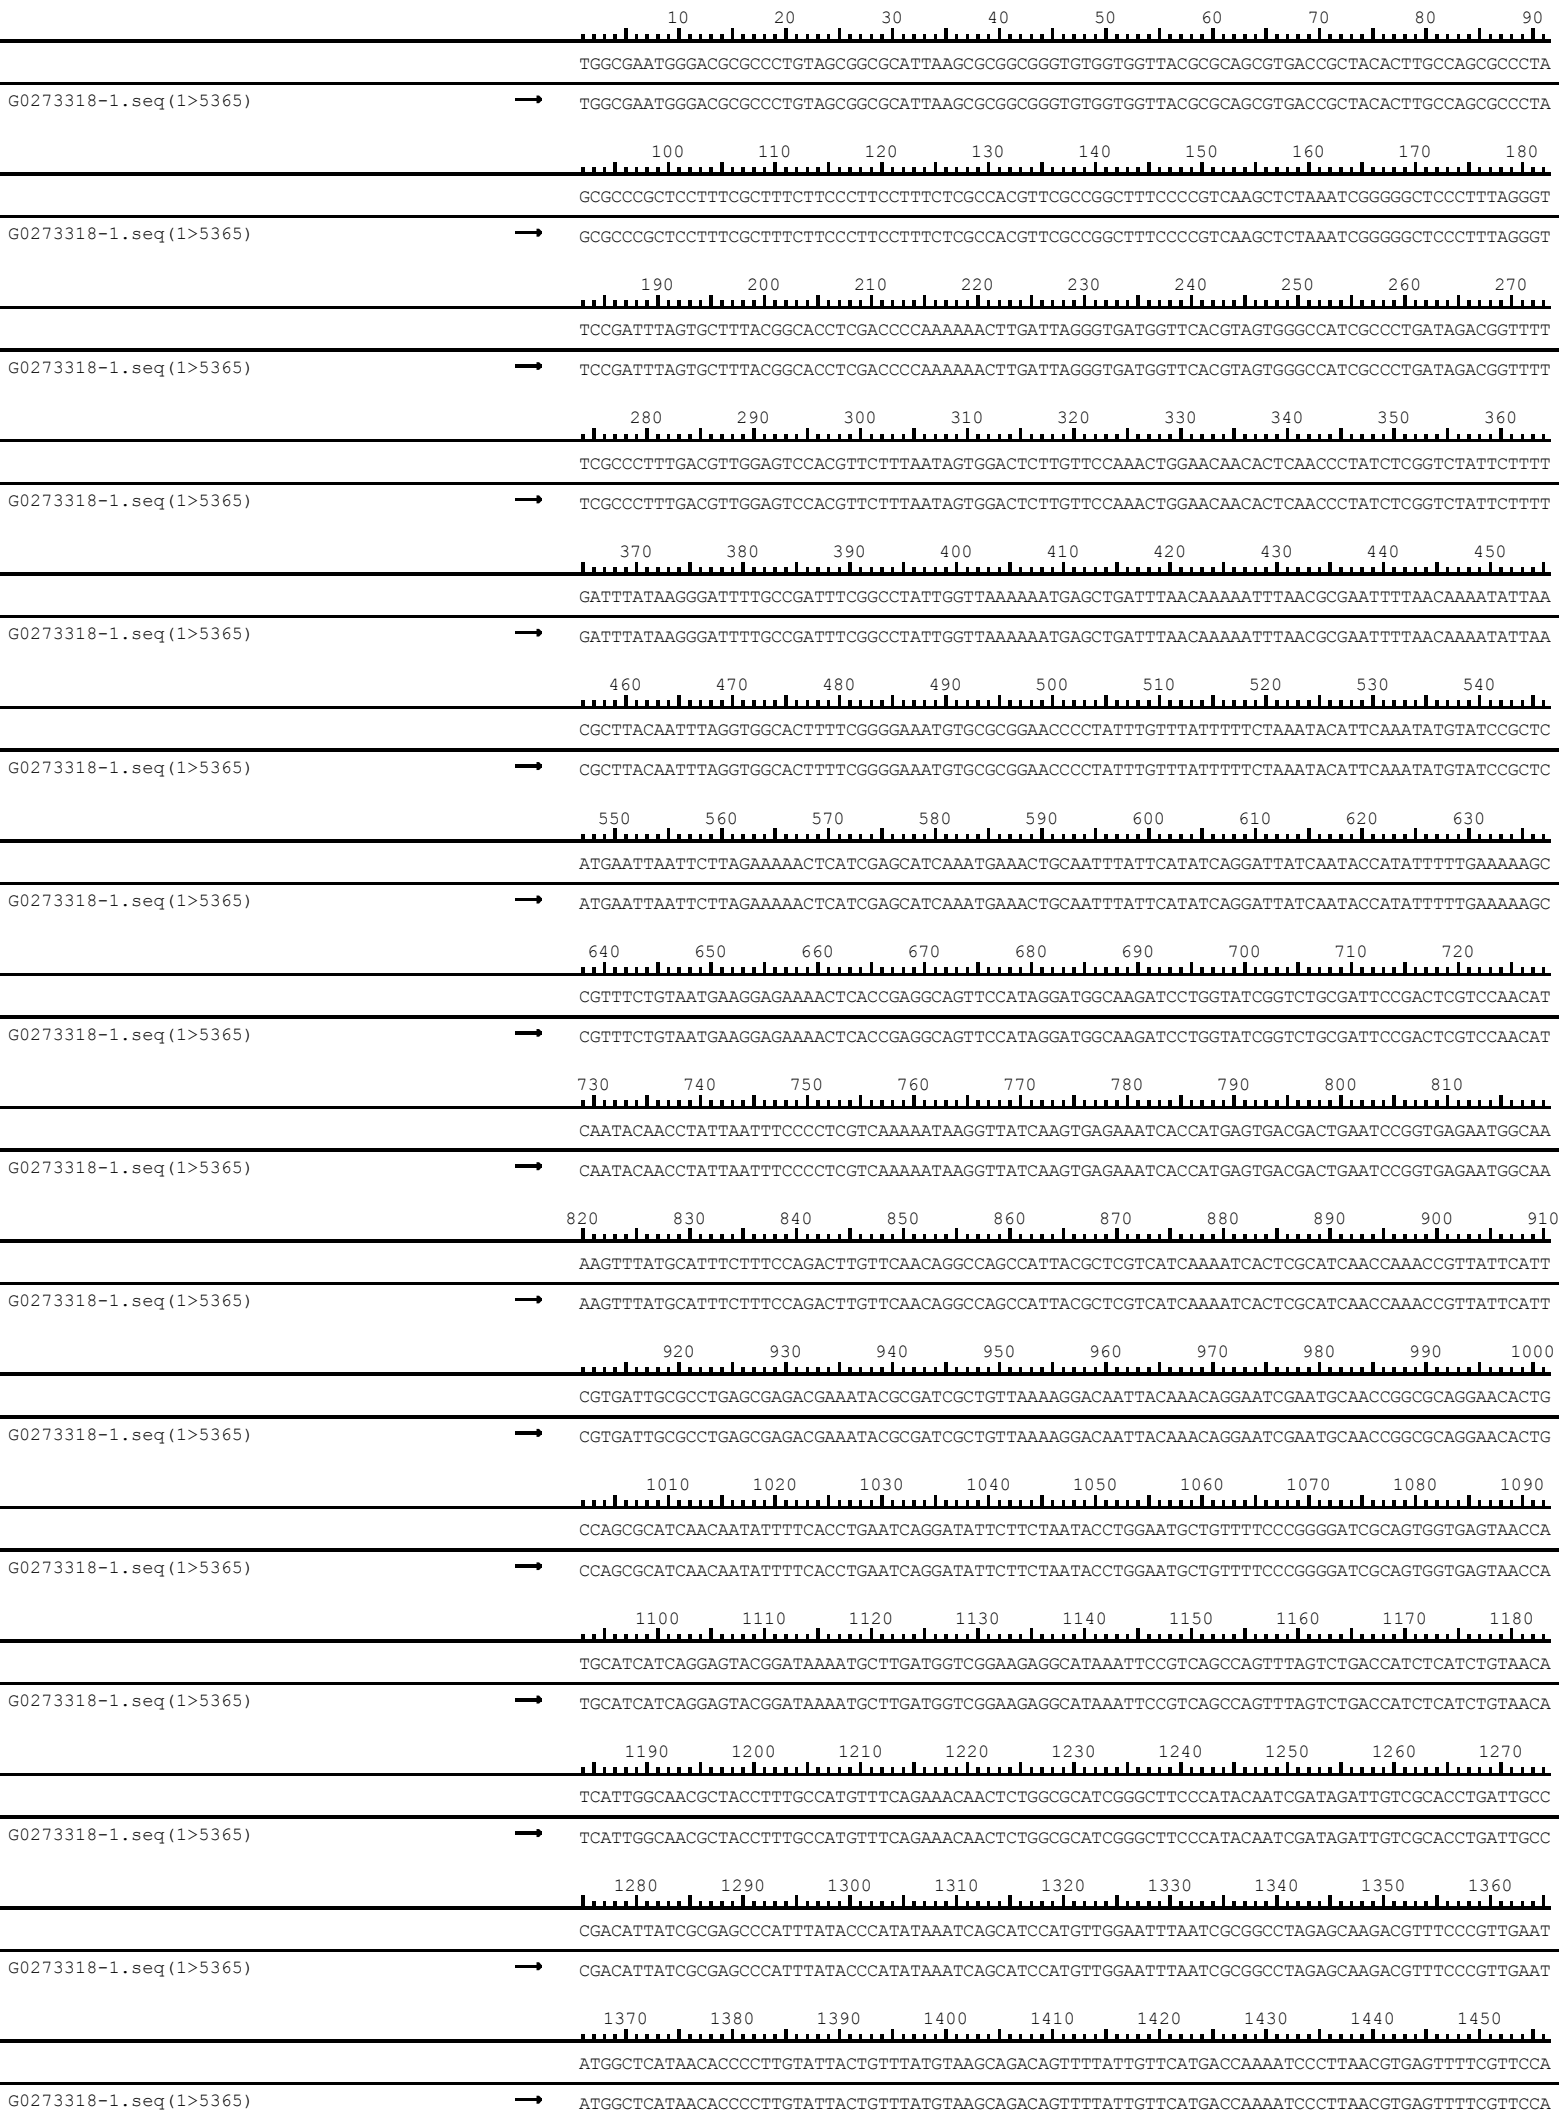 10 20 30 40 50 60 70 80 90
TGGCGAATGGGACGCGCCCTGTAGCGGCGCATTAAGCGCGGCGGGTGTGGTGGTTACGCGCAGCGTGACCGCTACACTTGCCAGCGCCCTA
G0273318-1.seq(1>5365) → TGGCGAATGGGACGCGCCCTGTAGCGGCGCATTAAGCGCGGCGGGTGTGGTGGTTACGCGCAGCGTGACCGCTACACTTGCCAGCGCCCTA
100 110 120 130 140 150 160 170 180
GCGCCCGCTCCTTTCGCTTTCTTCCCTTCCTTTCTCGCCACGTTCGCCGGCTTTCCCCGTCAAGCTCTAAATCGGGGGCTCCCTTTAGGGT
G0273318-1.seq(1>5365) → GCGCCCGCTCCTTTCGCTTTCTTCCCTTCCTTTCTCGCCACGTTCGCCGGCTTTCCCCGTCAAGCTCTAAATCGGGGGCTCCCTTTAGGGT
190 200 210 220 230 240 250 260 270
TCCGATTTAGTGCTTTACGGCACCTCGACCCCAAAAAACTTGATTAGGGTGATGGTTCACGTAGTGGGCCATCGCCCTGATAGACGGTTTT
G0273318-1.seq(1>5365) → TCCGATTTAGTGCTTTACGGCACCTCGACCCCAAAAAACTTGATTAGGGTGATGGTTCACGTAGTGGGCCATCGCCCTGATAGACGGTTTT
280 290 300 310 320 330 340 350 360
TCGCCCTTTGACGTTGGAGTCCACGTTCTTTAATAGTGGACTCTTGTTCCAAACTGGAACAACACTCAACCCTATCTCGGTCTATTCTTTT
G0273318-1.seq(1>5365) → TCGCCCTTTGACGTTGGAGTCCACGTTCTTTAATAGTGGACTCTTGTTCCAAACTGGAACAACACTCAACCCTATCTCGGTCTATTCTTTT
370 380 390 400 410 420 430 440 450
GATTTATAAGGGATTTTGCCGATTTCGGCCTATTGGTTAAAAAATGAGCTGATTTAACAAAAATTTAACGCGAATTTTAACAAAATATTAA
G0273318-1.seq(1>5365) → GATTTATAAGGGATTTTGCCGATTTCGGCCTATTGGTTAAAAAATGAGCTGATTTAACAAAAATTTAACGCGAATTTTAACAAAATATTAA
460 470 480 490 500 510 520 530 540
CGCTTACAATTTAGGTGGCACTTTTCGGGGAAATGTGCGCGGAACCCCTATTTGTTTATTTTTCTAAATACATTCAAATATGTATCCGCTC
G0273318-1.seq(1>5365) → CGCTTACAATTTAGGTGGCACTTTTCGGGGAAATGTGCGCGGAACCCCTATTTGTTTATTTTTCTAAATACATTCAAATATGTATCCGCTC
550 560 570 580 590 600 610 620 630
ATGAATTAATTCTTAGAAAAACTCATCGAGCATCAAATGAAACTGCAATTTATTCATATCAGGATTATCAATACCATATTTTTGAAAAAGC
G0273318-1.seq(1>5365) → ATGAATTAATTCTTAGAAAAACTCATCGAGCATCAAATGAAACTGCAATTTATTCATATCAGGATTATCAATACCATATTTTTGAAAAAGC
640 650 660 670 680 690 700 710 720
CGTTTCTGTAATGAAGGAGAAAACTCACCGAGGCAGTTCCATAGGATGGCAAGATCCTGGTATCGGTCTGCGATTCCGACTCGTCCAACAT
G0273318-1.seq(1>5365) → CGTTTCTGTAATGAAGGAGAAAACTCACCGAGGCAGTTCCATAGGATGGCAAGATCCTGGTATCGGTCTGCGATTCCGACTCGTCCAACAT
730 740 750 760 770 780 790 800 810
CAATACAACCTATTAATTTCCCCTCGTCAAAAATAAGGTTATCAAGTGAGAAATCACCATGAGTGACGACTGAATCCGGTGAGAATGGCAA
G0273318-1.seq(1>5365) → CAATACAACCTATTAATTTCCCCTCGTCAAAAATAAGGTTATCAAGTGAGAAATCACCATGAGTGACGACTGAATCCGGTGAGAATGGCAA
820 830 840 850 860 870 880 890 900 910
AAGTTTATGCATTTCTTTCCAGACTTGTTCAACAGGCCAGCCATTACGCTCGTCATCAAAATCACTCGCATCAACCAAACCGTTATTCATT
G0273318-1.seq(1>5365) → AAGTTTATGCATTTCTTTCCAGACTTGTTCAACAGGCCAGCCATTACGCTCGTCATCAAAATCACTCGCATCAACCAAACCGTTATTCATT
920 930 940 950 960 970 980 990 1000
CGTGATTGCGCCTGAGCGAGACGAAATACGCGATCGCTGTTAAAAGGACAATTACAAACAGGAATCGAATGCAACCGGCGCAGGAACACTG
G0273318-1.seq(1>5365) → CGTGATTGCGCCTGAGCGAGACGAAATACGCGATCGCTGTTAAAAGGACAATTACAAACAGGAATCGAATGCAACCGGCGCAGGAACACTG
1010 1020 1030 1040 1050 1060 1070 1080 1090
CCAGCGCATCAACAATATTTTCACCTGAATCAGGATATTCTTCTAATACCTGGAATGCTGTTTTCCCGGGGATCGCAGTGGTGAGTAACCA
G0273318-1.seq(1>5365) → CCAGCGCATCAACAATATTTTCACCTGAATCAGGATATTCTTCTAATACCTGGAATGCTGTTTTCCCGGGGATCGCAGTGGTGAGTAACCA
1100 1110 1120 1130 1140 1150 1160 1170 1180
TGCATCATCAGGAGTACGGATAAAATGCTTGATGGTCGGAAGAGGCATAAATTCCGTCAGCCAGTTTAGTCTGACCATCTCATCTGTAACA
G0273318-1.seq(1>5365) → TGCATCATCAGGAGTACGGATAAAATGCTTGATGGTCGGAAGAGGCATAAATTCCGTCAGCCAGTTTAGTCTGACCATCTCATCTGTAACA
1190 1200 1210 1220 1230 1240 1250 1260 1270
TCATTGGCAACGCTACCTTTGCCATGTTTCAGAAACAACTCTGGCGCATCGGGCTTCCCATACAATCGATAGATTGTCGCACCTGATTGCC
G0273318-1.seq(1>5365) → TCATTGGCAACGCTACCTTTGCCATGTTTCAGAAACAACTCTGGCGCATCGGGCTTCCCATACAATCGATAGATTGTCGCACCTGATTGCC
1280 1290 1300 1310 1320 1330 1340 1350 1360
CGACATTATCGCGAGCCCATTTATACCCATATAAATCAGCATCCATGTTGGAATTTAATCGCGGCCTAGAGCAAGACGTTTCCCGTTGAAT
G0273318-1.seq(1>5365) → CGACATTATCGCGAGCCCATTTATACCCATATAAATCAGCATCCATGTTGGAATTTAATCGCGGCCTAGAGCAAGACGTTTCCCGTTGAAT
1370 1380 1390 1400 1410 1420 1430 1440 1450
ATGGCTCATAACACCCCTTGTATTACTGTTTATGTAAGCAGACAGTTTTATTGTTCATGACCAAAATCCCTTAACGTGAGTTTTCGTTCCA
G0273318-1.seq(1>5365) → ATGGCTCATAACACCCCTTGTATTACTGTTTATGTAAGCAGACAGTTTTATTGTTCATGACCAAAATCCCTTAACGTGAGTTTTCGTTCCA